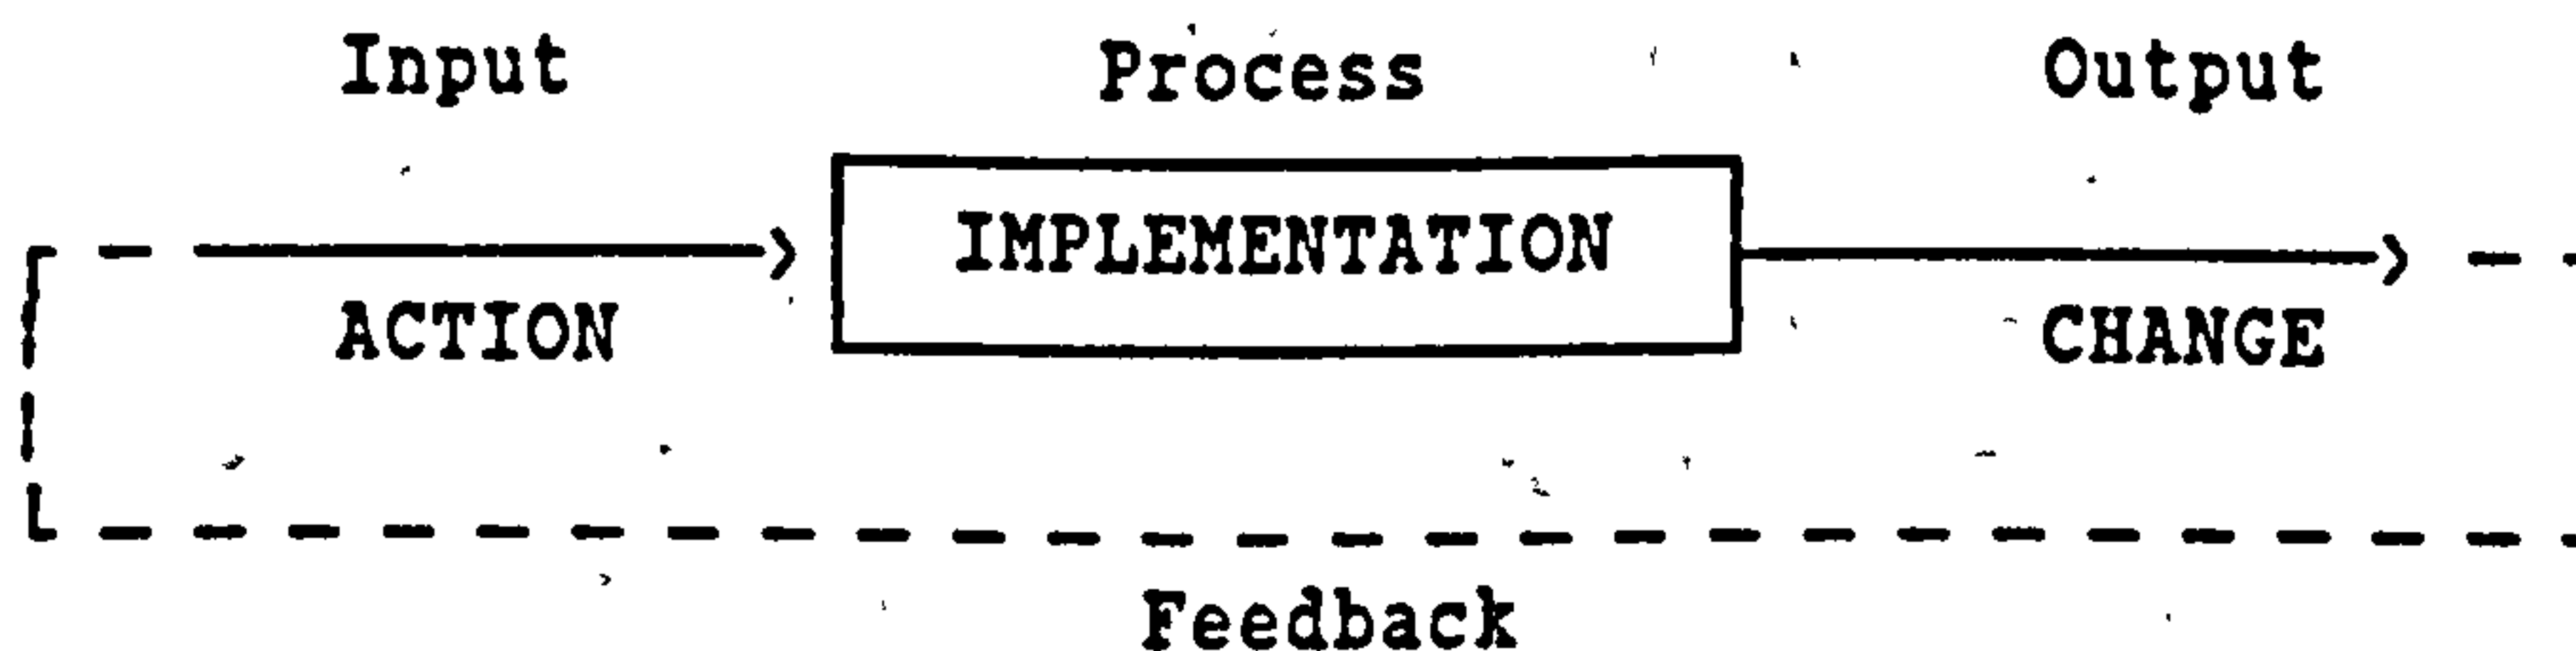 Input Process Output
IMPLEMENTATION
ACTION CHANGE
Feedback